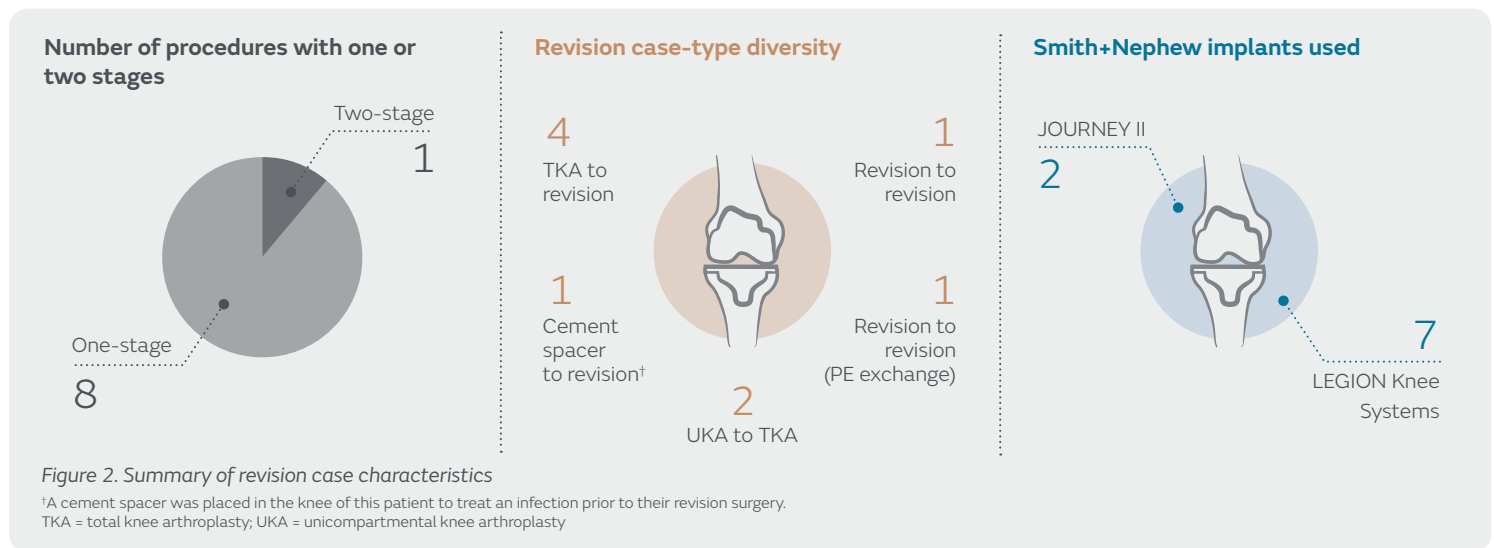 Number of procedures with one or
two stages
Two-stage
1
One-stage
8
Revision case-type diversity
4
TKA to
revision
1
Revision to
revision
1
Cement
spacer
to revision†
1
Revision to
revision
(PE exchange)
2
UKA to TKA
Smith+Nephew implants used
JOURNEY II
2
7
LEGION Knee
Systems
Figure 2. Summary of revision case characteristics
†A cement spacer was placed in the knee of this patient to treat an infection prior to their revision surgery.
TKA = total knee arthroplasty; UKA = unicompartmental knee arthroplasty